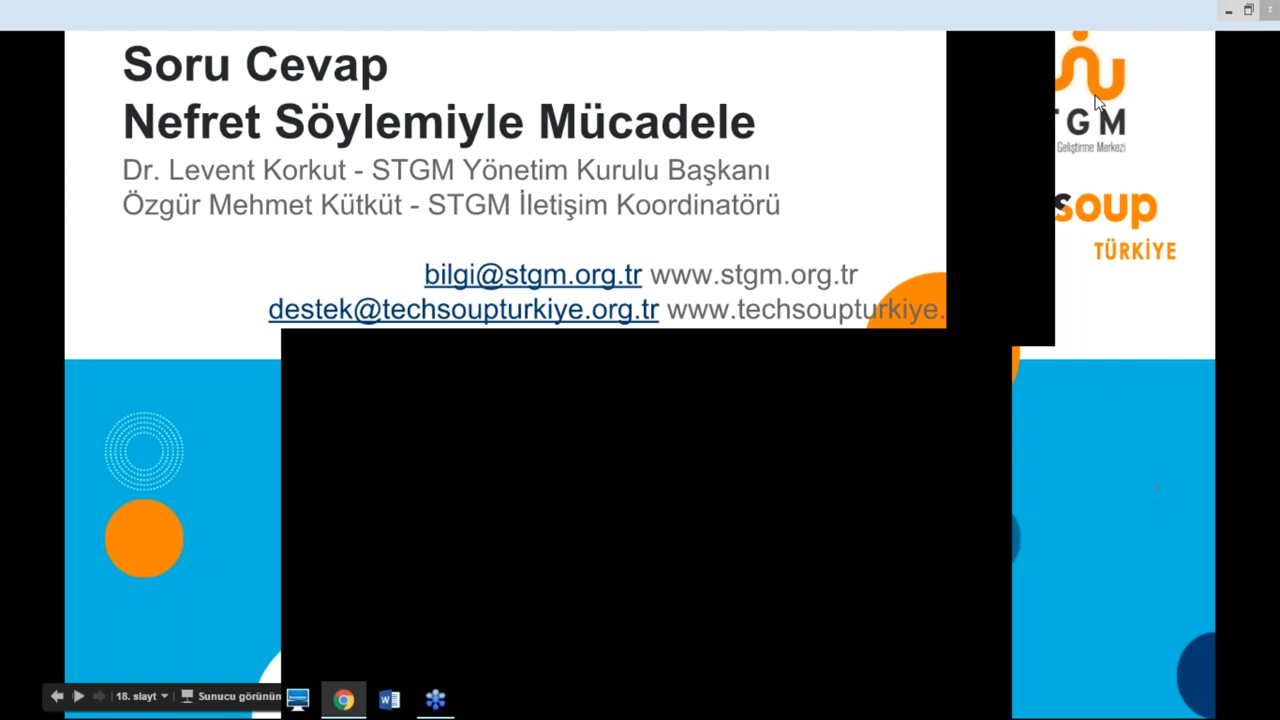 Soru Cevap
Nefret Söylemiyle Mücadele
Dr. Levent Korkut - STGM Yönetim Kurulu Başkanı
Özgür Mehmet Kütküt - STGM İletişim Koordinatörü
bilgi@stgm.org.tr www.stgm.org.tr
destek@techsoupturkiye.org.tr www.techsoupturkiye.
TGM
Geliştirme Merkezi
soup
TÜRKİYE
18. slayt
Sunucu görünüm